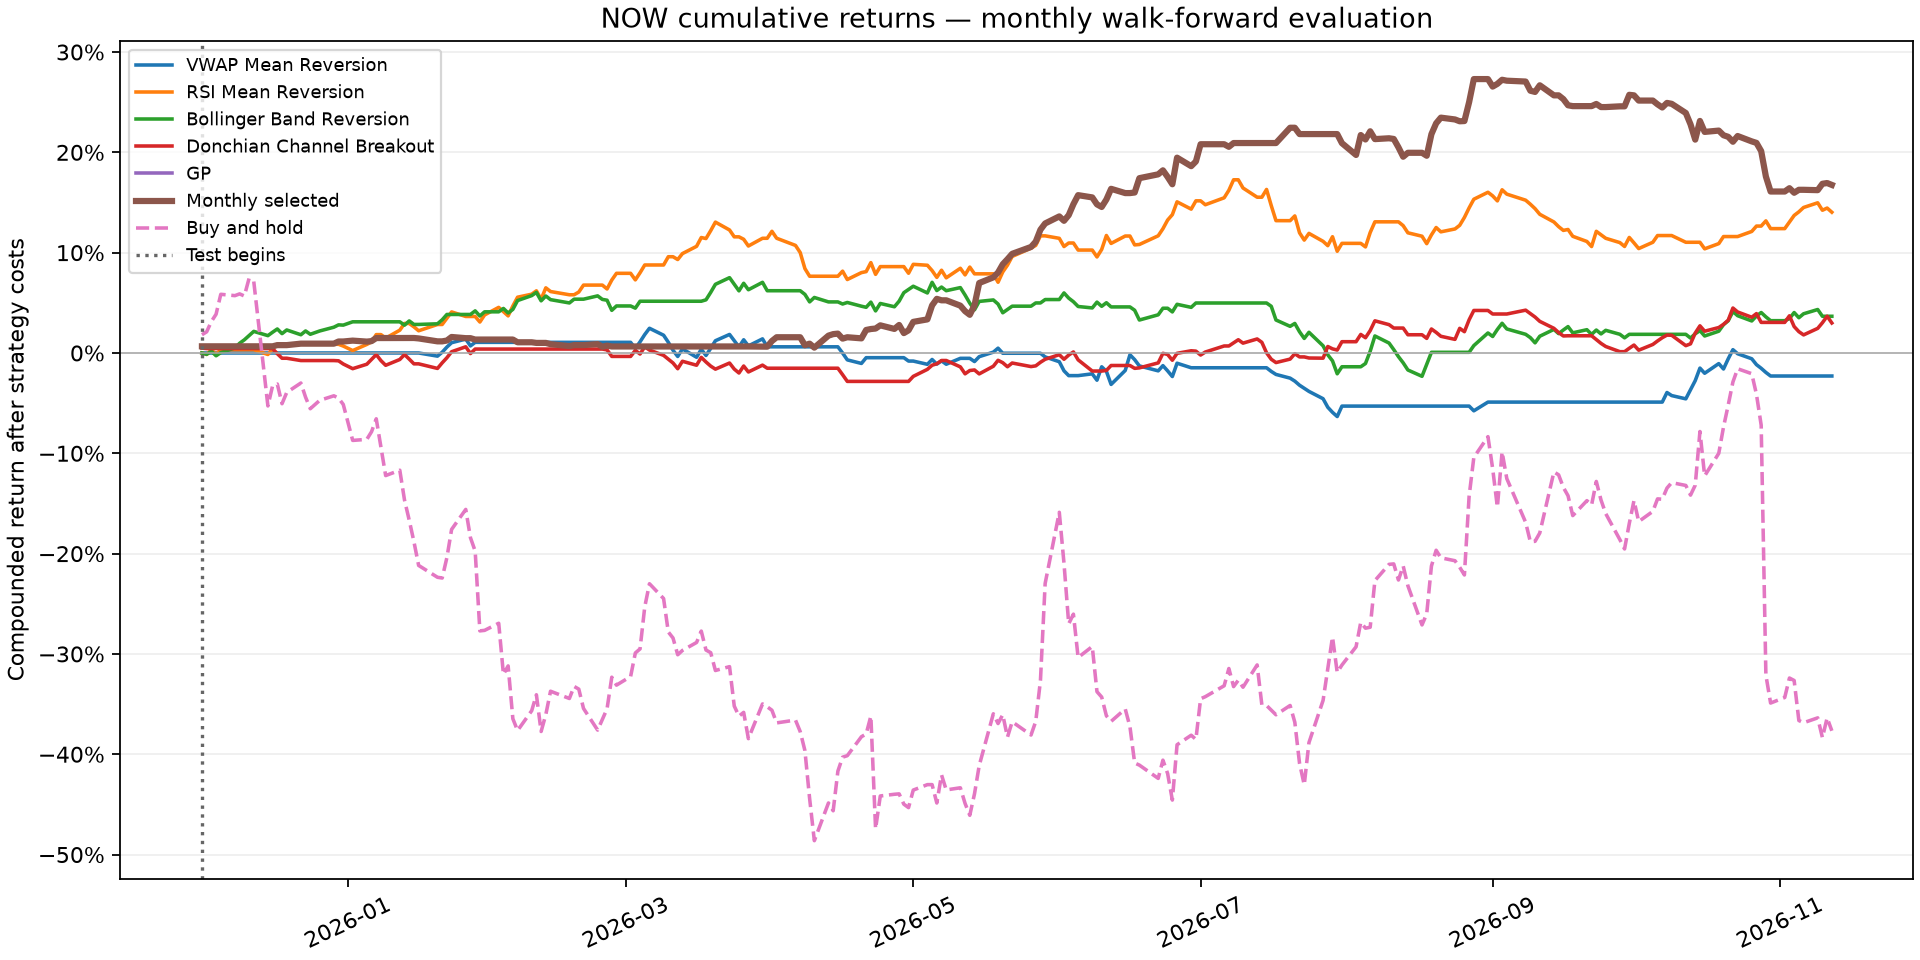 NOW cumulative returns — monthly walk-forward evaluation
Compounded return after strategy costs
30%
20%
10%
0%
−10%
−20%
−30%
−40%
−50%
VWAP Mean Reversion
RSI Mean Reversion
Bollinger Band Reversion
Donchian Channel Breakout
GP
Monthly selected
Buy and hold
Test begins
2026-01
2026-03
2026-05
2026-07
2026-09
2026-11